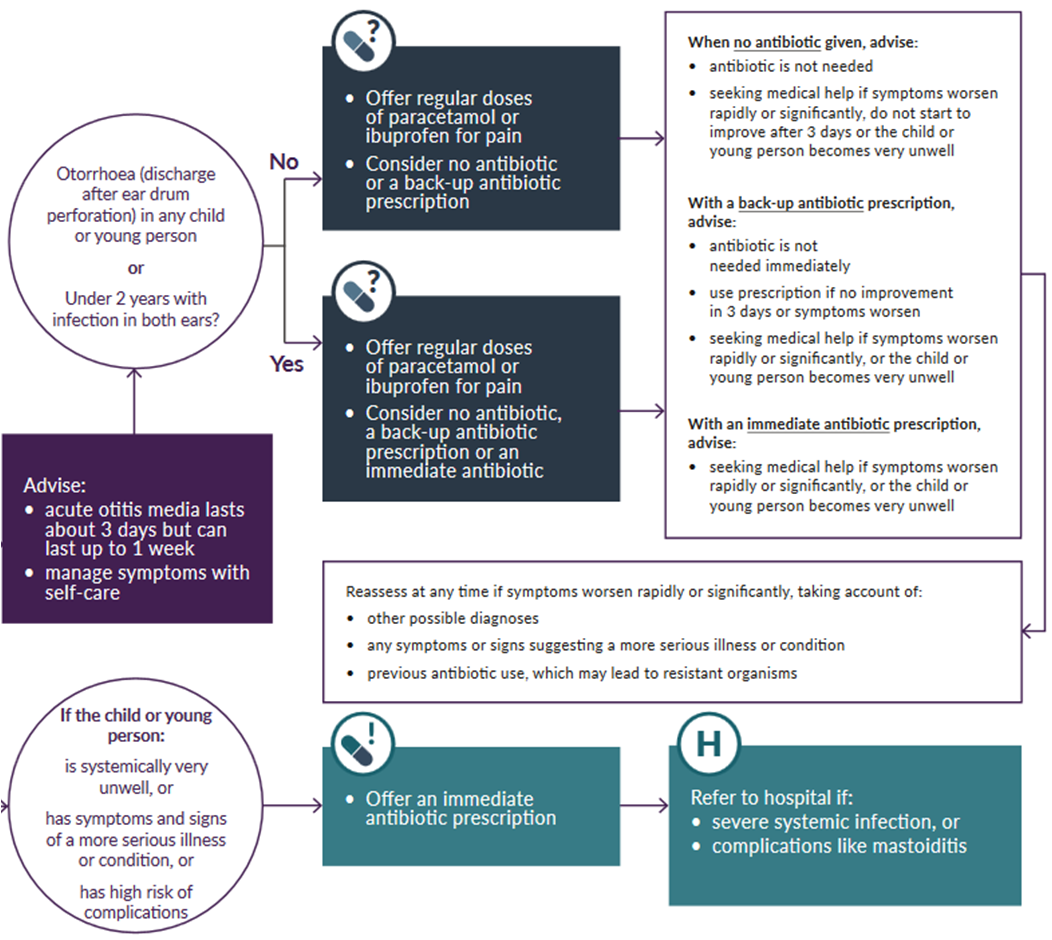 Otorrhoea (discharge
after ear drum
perforation) in any child
or young person
or
Under 2 years with
infection in both ears?
No
Yes
Advise:
• acute otitis media lasts
about 3 days but can
last up to 1 week
• manage symptoms with
self-care
?
• Offer regular doses
of paracetamol or
ibuprofen for pain
• Consider no antibiotic
or a back-up antibiotic
prescription
?
• Offer regular doses
of paracetamol or
ibuprofen for pain
• Consider no antibiotic,
a back-up antibiotic
prescription or an
immediate antibiotic
When no antibiotic given, advise:
• antibiotic is not needed
• seeking medical help if symptoms worsen
rapidly or significantly, do not start to
improve after 3 days or the child or
young person becomes very unwell
With a back-up antibiotic prescription,
advise:
• antibiotic is not
needed immediately
• use prescription if no improvement
in 3 days or symptoms worsen
• seeking medical help if symptoms worsen
rapidly or significantly, or the child or
young person becomes very unwell
With an immediate antibiotic prescription,
advise:
• seeking medical help if symptoms worsen
rapidly or significantly, or the child or
young person becomes very unwell
Reassess at any time if symptoms worsen rapidly or significantly, taking account of:
• other possible diagnoses
• any symptoms or signs suggesting a more serious illness or condition
• previous antibiotic use, which may lead to resistant organisms
If the child or young
person:
is systemically very
unwell, or
has symptoms and signs
of a more serious illness
or condition, or
has high risk of
complications
!
• Offer an immediate
antibiotic prescription
H
Refer to hospital if:
• severe systemic infection, or
• complications like mastoiditis